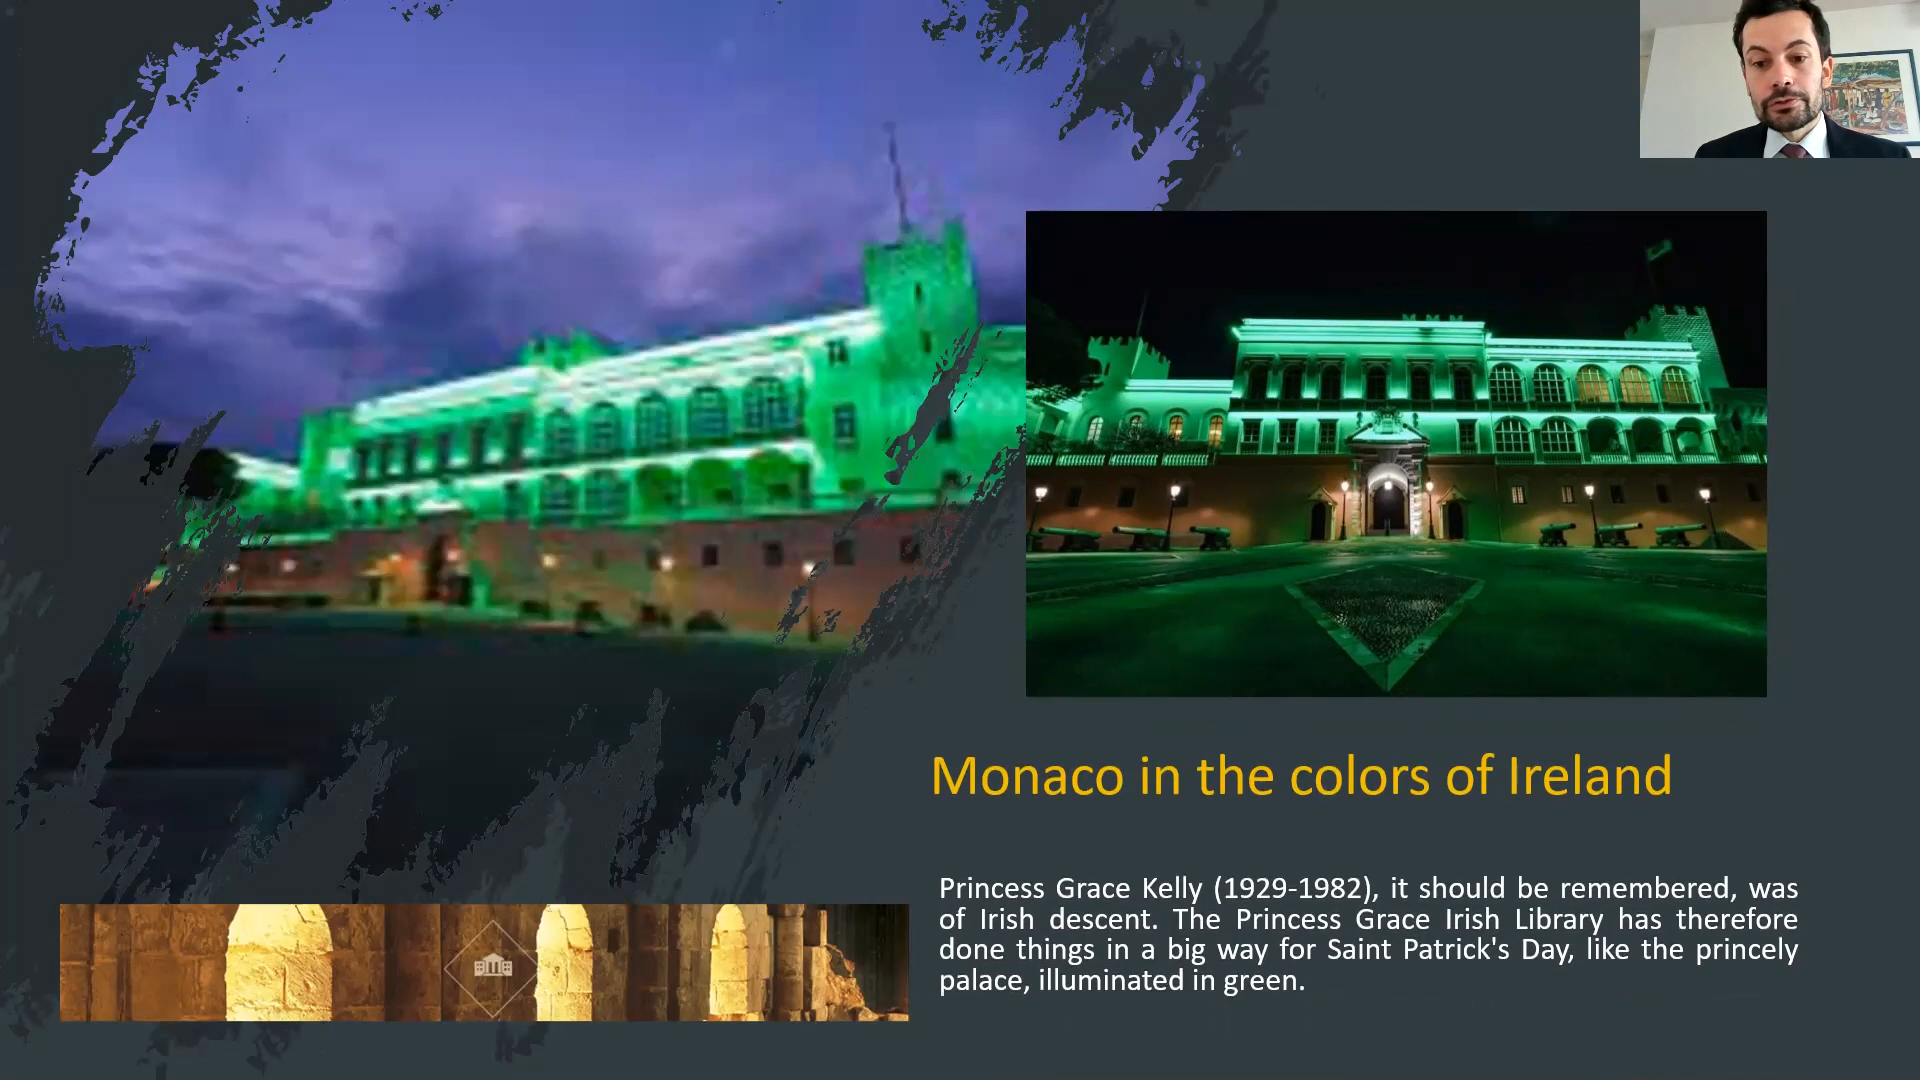 Monaco in the colors of Ireland
Princess Grace Kelly (1929-1982), it should be remembered, was
of Irish descent. The Princess Grace Irish Library has therefore
done things in a big way for Saint Patrick's Day, like the princely
palace, illuminated in green.